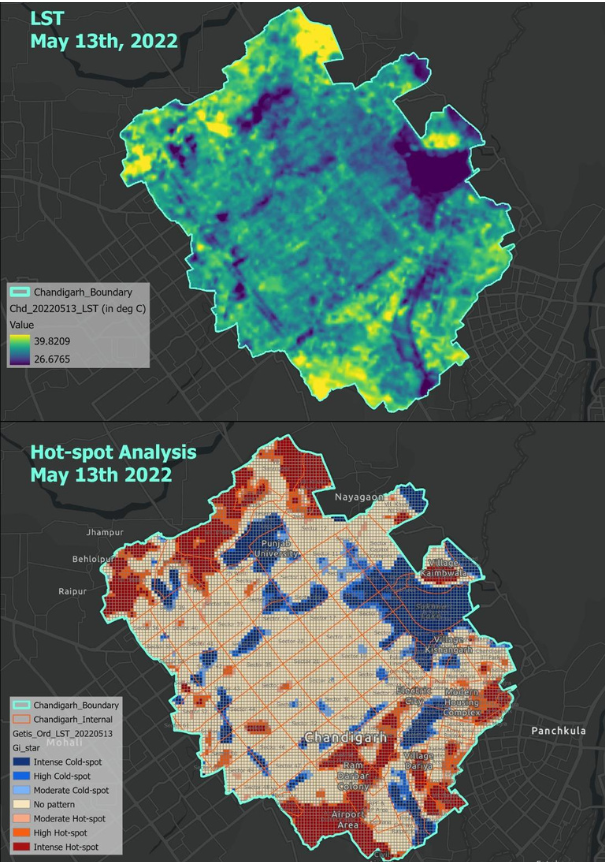 LST
May 13th, 2022
Chandigarh_Boundary
Chd_20220513_LST (in deg C)
Value
39.8209
26.6765
Hot-spot Analysis
May 13th 2022
Nayagaon
Jhampur
Behlolpur
Punjab
University
Village
Kaimbwala
Raipur
Village
Kishangarh
Modern
Housing
Complex
Chandigarh_Boundary
Chandigarh_Internal
Getis_Ord_LST_20220513
Gi_star
Mohali
Intense Cold-spot
High Cold-spot
Moderate Cold-spot
No pattern
Moderate Hot-spot
High Hot-spot
Intense Hot-spot
Panchkula
Chandigarh
Village
Dariya
Ram
Darbar
Colony
Airport
Area